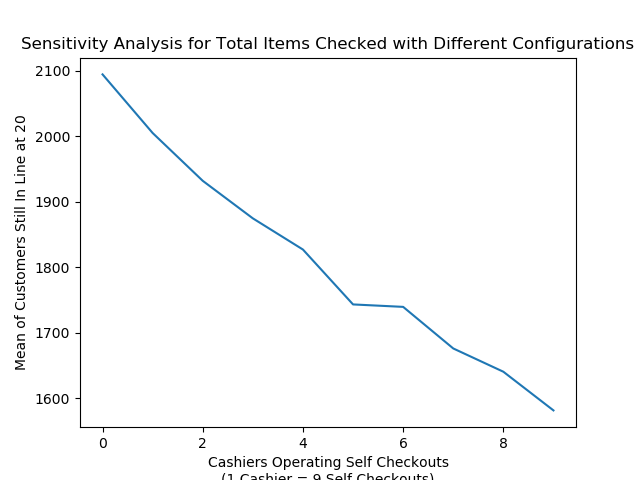 Sensitivity Analysis for Total Items Checked with Different Configurations
2100
2000
1900
1800
1700
1600
Mean of Customers Still In Line at 20
0 2 4 6 8
Cashiers Operating Self Checkouts
(1 Cashier = 9 Self Checkouts)